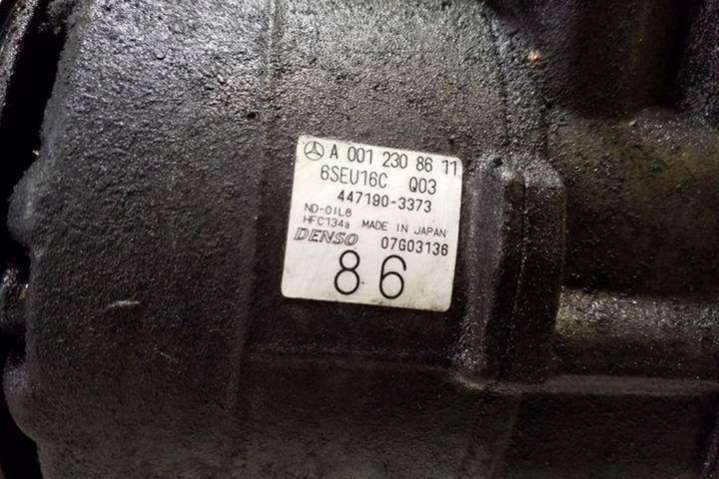 A 001 230 86 11
6SEU16C Q03
447190-3373
ND-OIL8
HFC134a MADE IN JAPAN
DENSO 07G03136
86